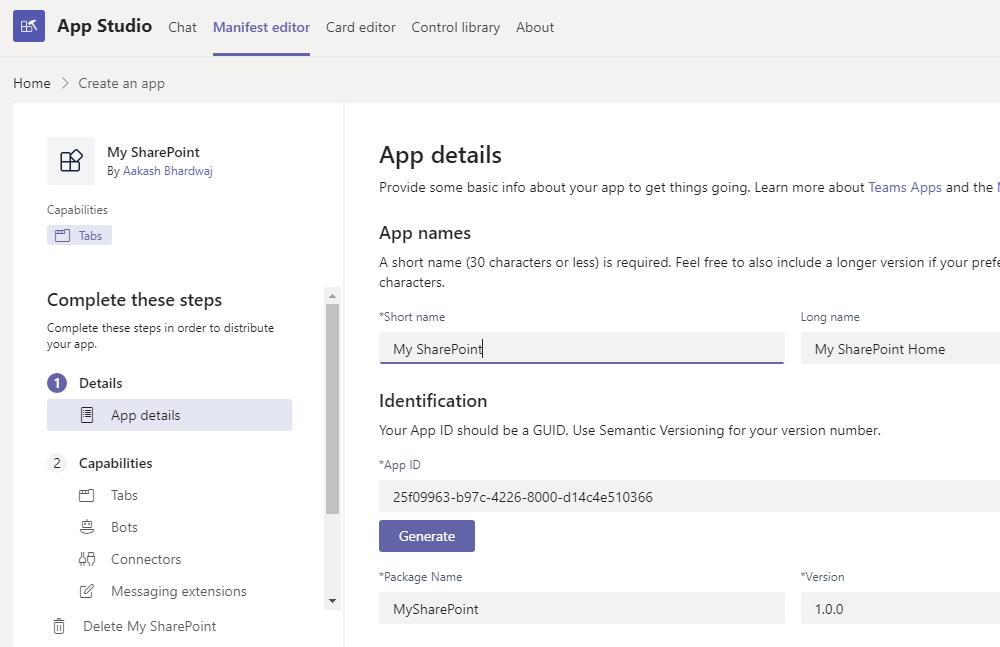 App Studio Chat Manifest editor Card editor Control library About
Home > Create an app
My SharePoint
By Aakash Bhardwaj
Capabilities
Tabs
Complete these steps
Complete these steps in order to distribute
your app.
1 Details
App details
2 Capabilities
Tabs
Bots
Connectors
Messaging extensions
Delete My SharePoint
App details
Provide some basic info about your app to get things going. Learn more about Teams Apps and the
App names
A short name (30 characters or less) is required. Feel free to also include a longer version if your
characters.
*Short name Long name
My SharePoint My SharePoint Home
Identification
Your App ID should be a GUID. Use Semantic Versioning for your version number.
*App ID
25f09963-b97c-4226-8000-d14c4e510366
Generate
*Package Name *Version
MySharePoint 1.0.0